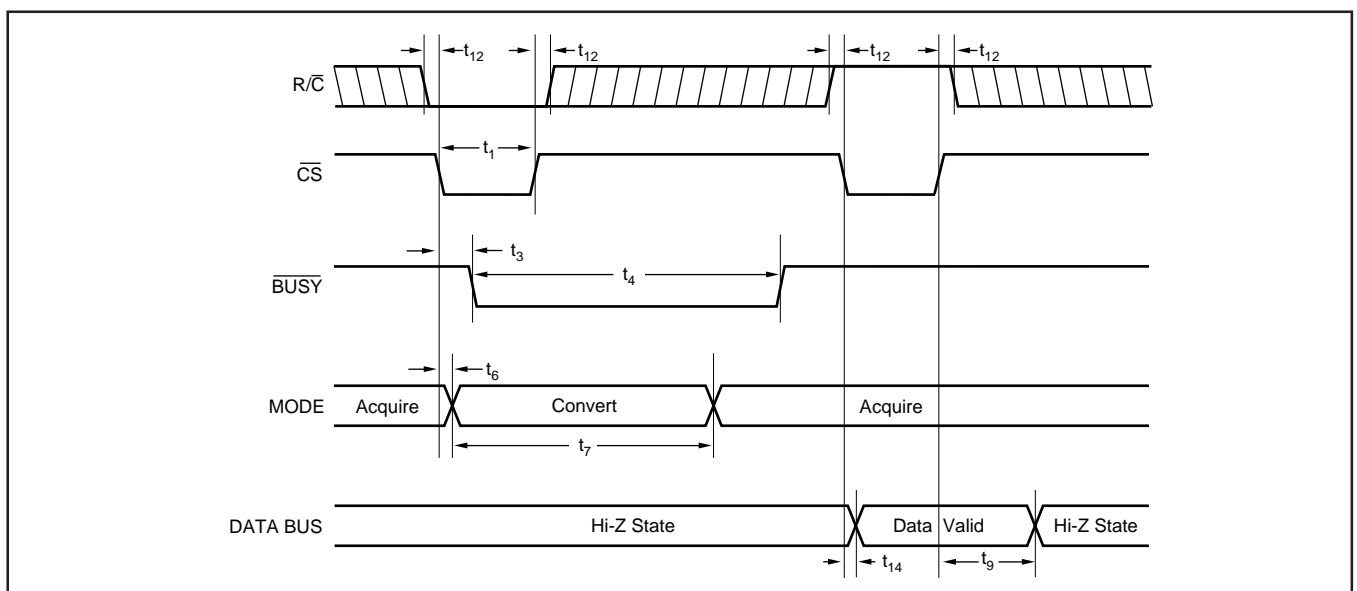 t12 t12 t12 t12
R/C̅
t1
C̅S̅
t3
t4
B̅U̅S̅Y̅
t6
MODE Acquire Convert Acquire
t7
DATA BUS Hi-Z State Data Valid Hi-Z State
t14 t9